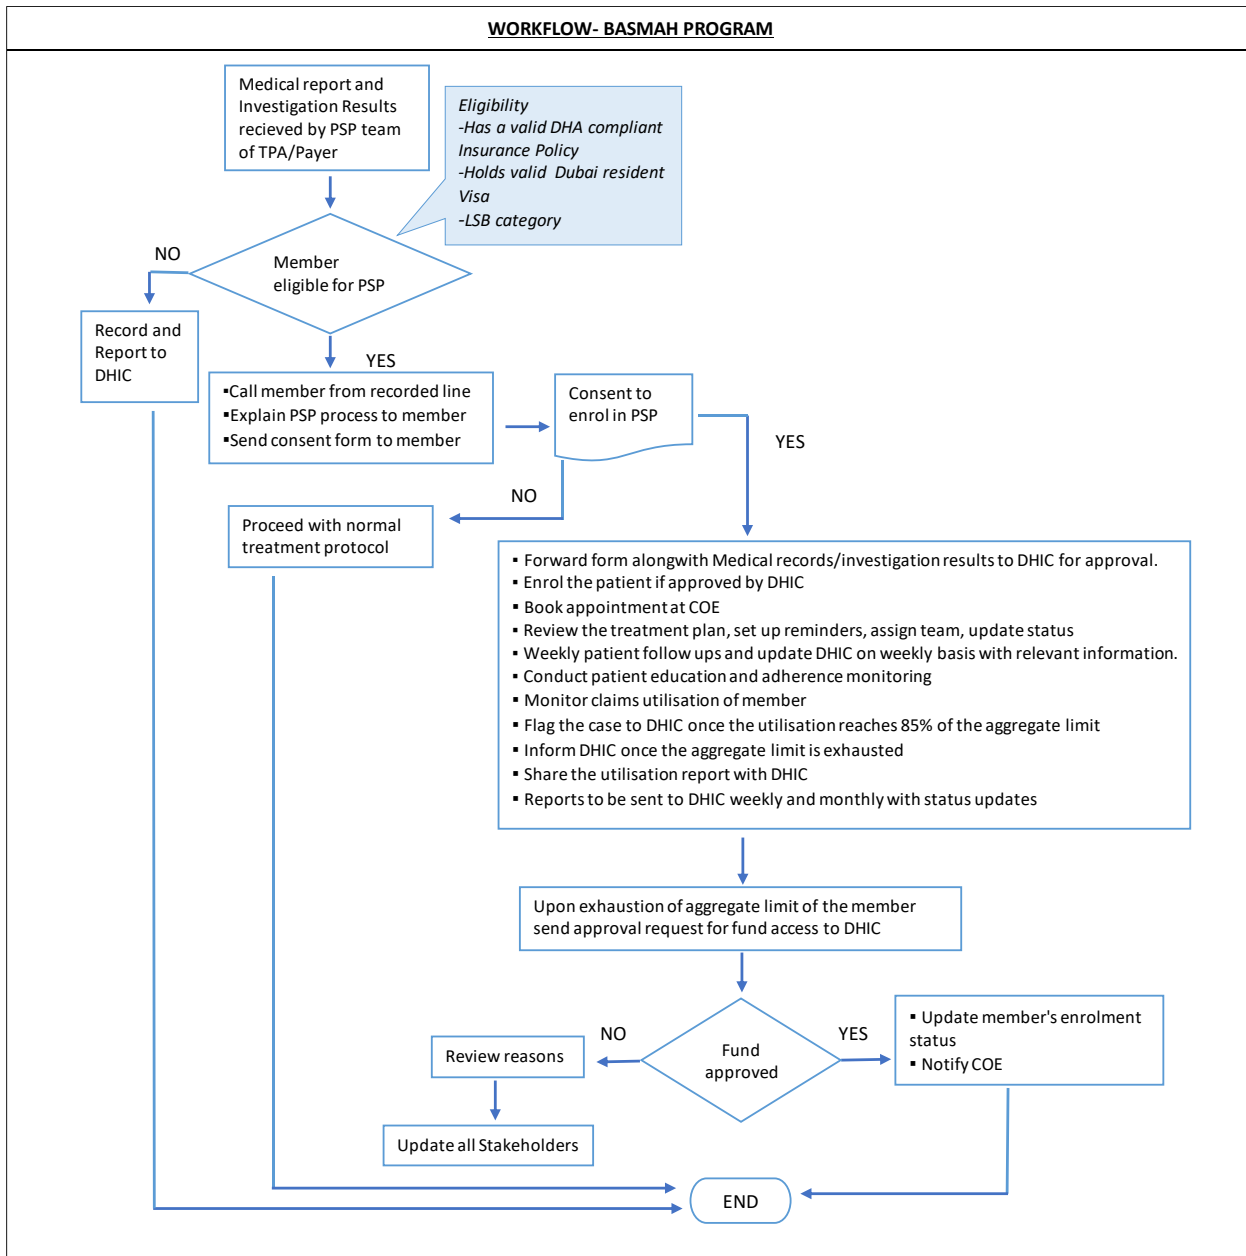 WORKFLOW- BASMAH PROGRAM
Medical report and
Investigation Results
recieved by PSP team
of TPA/Payer
Eligibility
-Has a valid DHA compliant
Insurance Policy
-Holds valid Dubai resident
Visa
-LSB category
NO
Member
eligible for PSP
Record and
Report to
DHIC
YES
▪Call member from recorded line
▪Explain PSP process to member
▪Send consent form to member
Consent to
enrol in PSP
YES
NO
Proceed with normal
treatment protocol
▪ Forward form alongwith Medical records/investigation results to DHIC for approval.
▪ Enrol the patient if approved by DHIC
▪ Book appointment at COE
▪ Review the treatment plan, set up reminders, assign team, update status
▪ Weekly patient follow ups and update DHIC on weekly basis with relevant information.
▪ Conduct patient education and adherence monitoring
▪ Monitor claims utilisation of member
▪ Flag the case to DHIC once the utilisation reaches 85% of the aggregate limit
▪ Inform DHIC once the aggregate limit is exhausted
▪ Share the utilisation report with DHIC
▪ Reports to be sent to DHIC weekly and monthly with status updates
Upon exhaustion of aggregate limit of the member
send approval request for fund access to DHIC
NO
Fund
approved
YES
▪ Update member's enrolment
status
▪ Notify COE
Review reasons
Update all Stakeholders
END